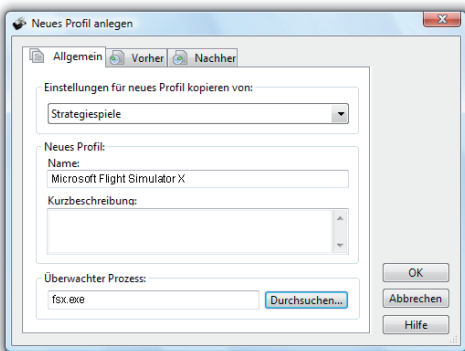 Neues Profil anlegen
Allgemein Vorher Nachher
Einstellungen für neues Profil kopieren von:
Strategiespiele
Neues Profil:
Name:
Microsoft Flight Simulator X
Kurzbeschreibung:
Überwachter Prozess:
fsx.exe Durchsuchen...
OK
Abbrechen
Hilfe